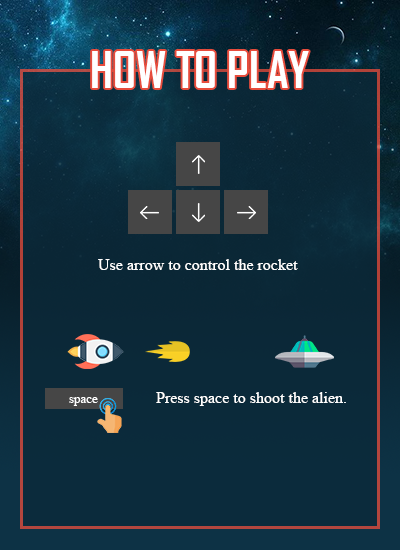 HOW TO PLAY
Use arrow to control the rocket
space
Press space to shoot the alien.